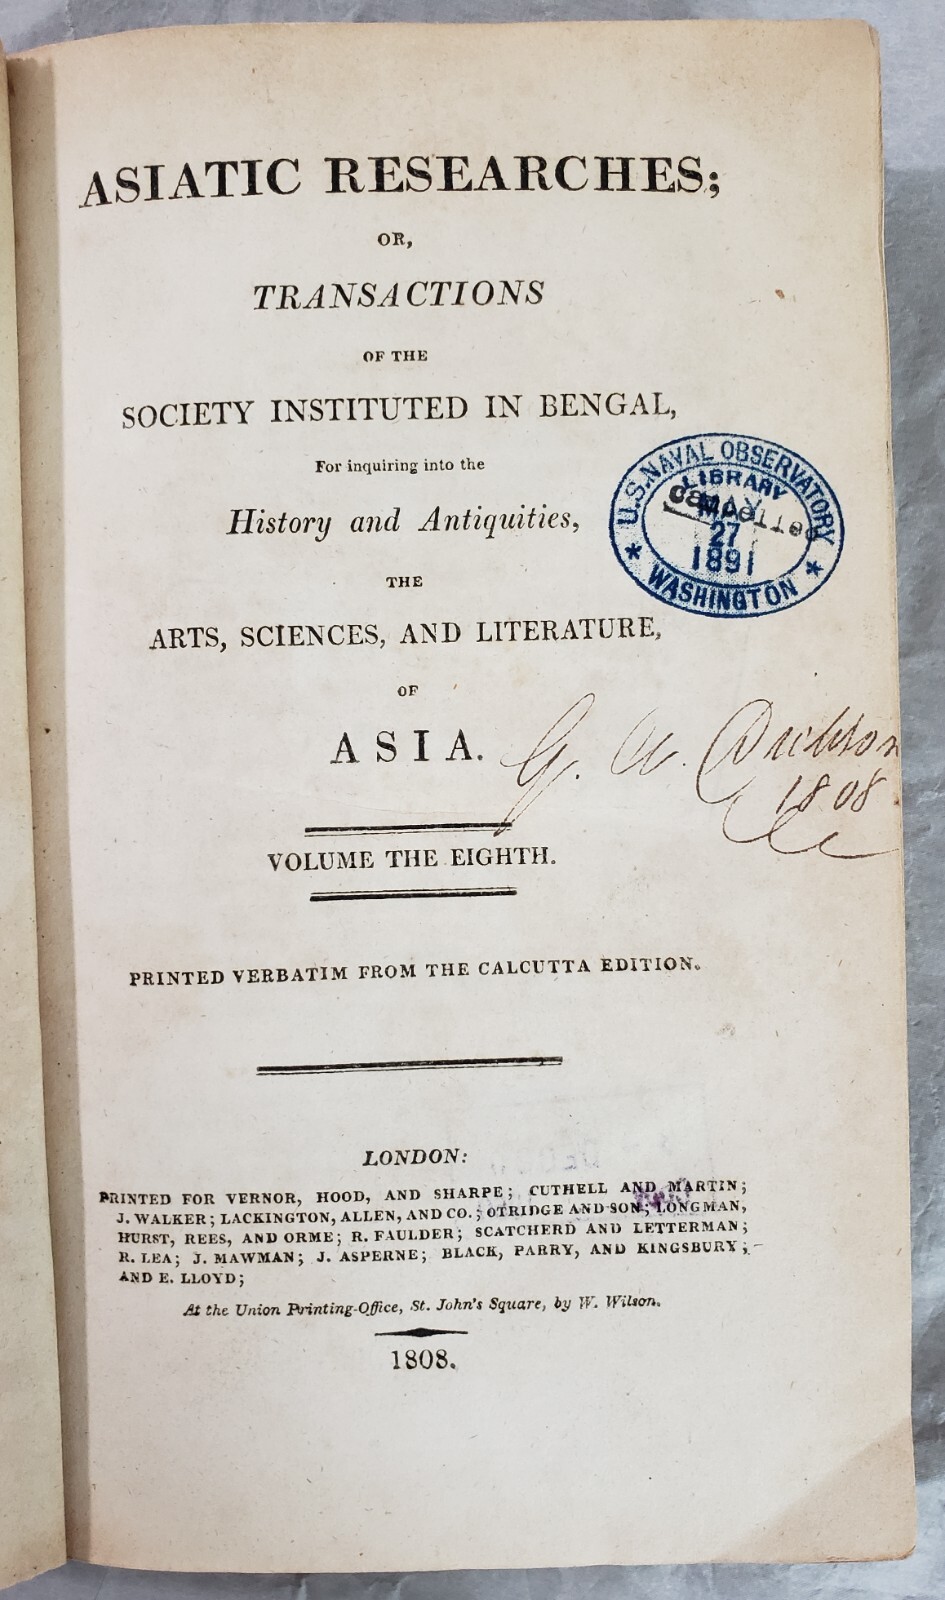 ASIATIC RESEARCHES;
OR,
TRANSACTIONS
OF THE
SOCIETY INSTITUTED IN BENGAL,
For inquiring into the
History and Antiquities,
THE
ARTS, SCIENCES, AND LITERATURE,
OF
ASIA.
U.S. NAVAL OBSERVATORY
LIBRARY
MAY
cancelled
27
1891
* WASHINGTON *
G. W.
1808
VOLUME THE EIGHTH.
PRINTED VERBATIM FROM THE CALCUTTA EDITION.
LONDON:
PRINTED FOR VERNOR, HOOD, AND SHARPE; CUTHELL AND MARTIN;
J. WALKER; LACKINGTON, ALLEN, AND CO.; OTRIDGE AND SON; LONGMAN,
HURST, REES, AND ORME; R. FAULDER; SCATCHERD AND LETTERMAN;
R. LEA; J. MAWMAN; J. ASPERNE; BLACK, PARRY, AND KINGSBURY;
AND E. LLOYD;
At the Union Printing-Office, St. John's Square, by W. Wilson.
1808.